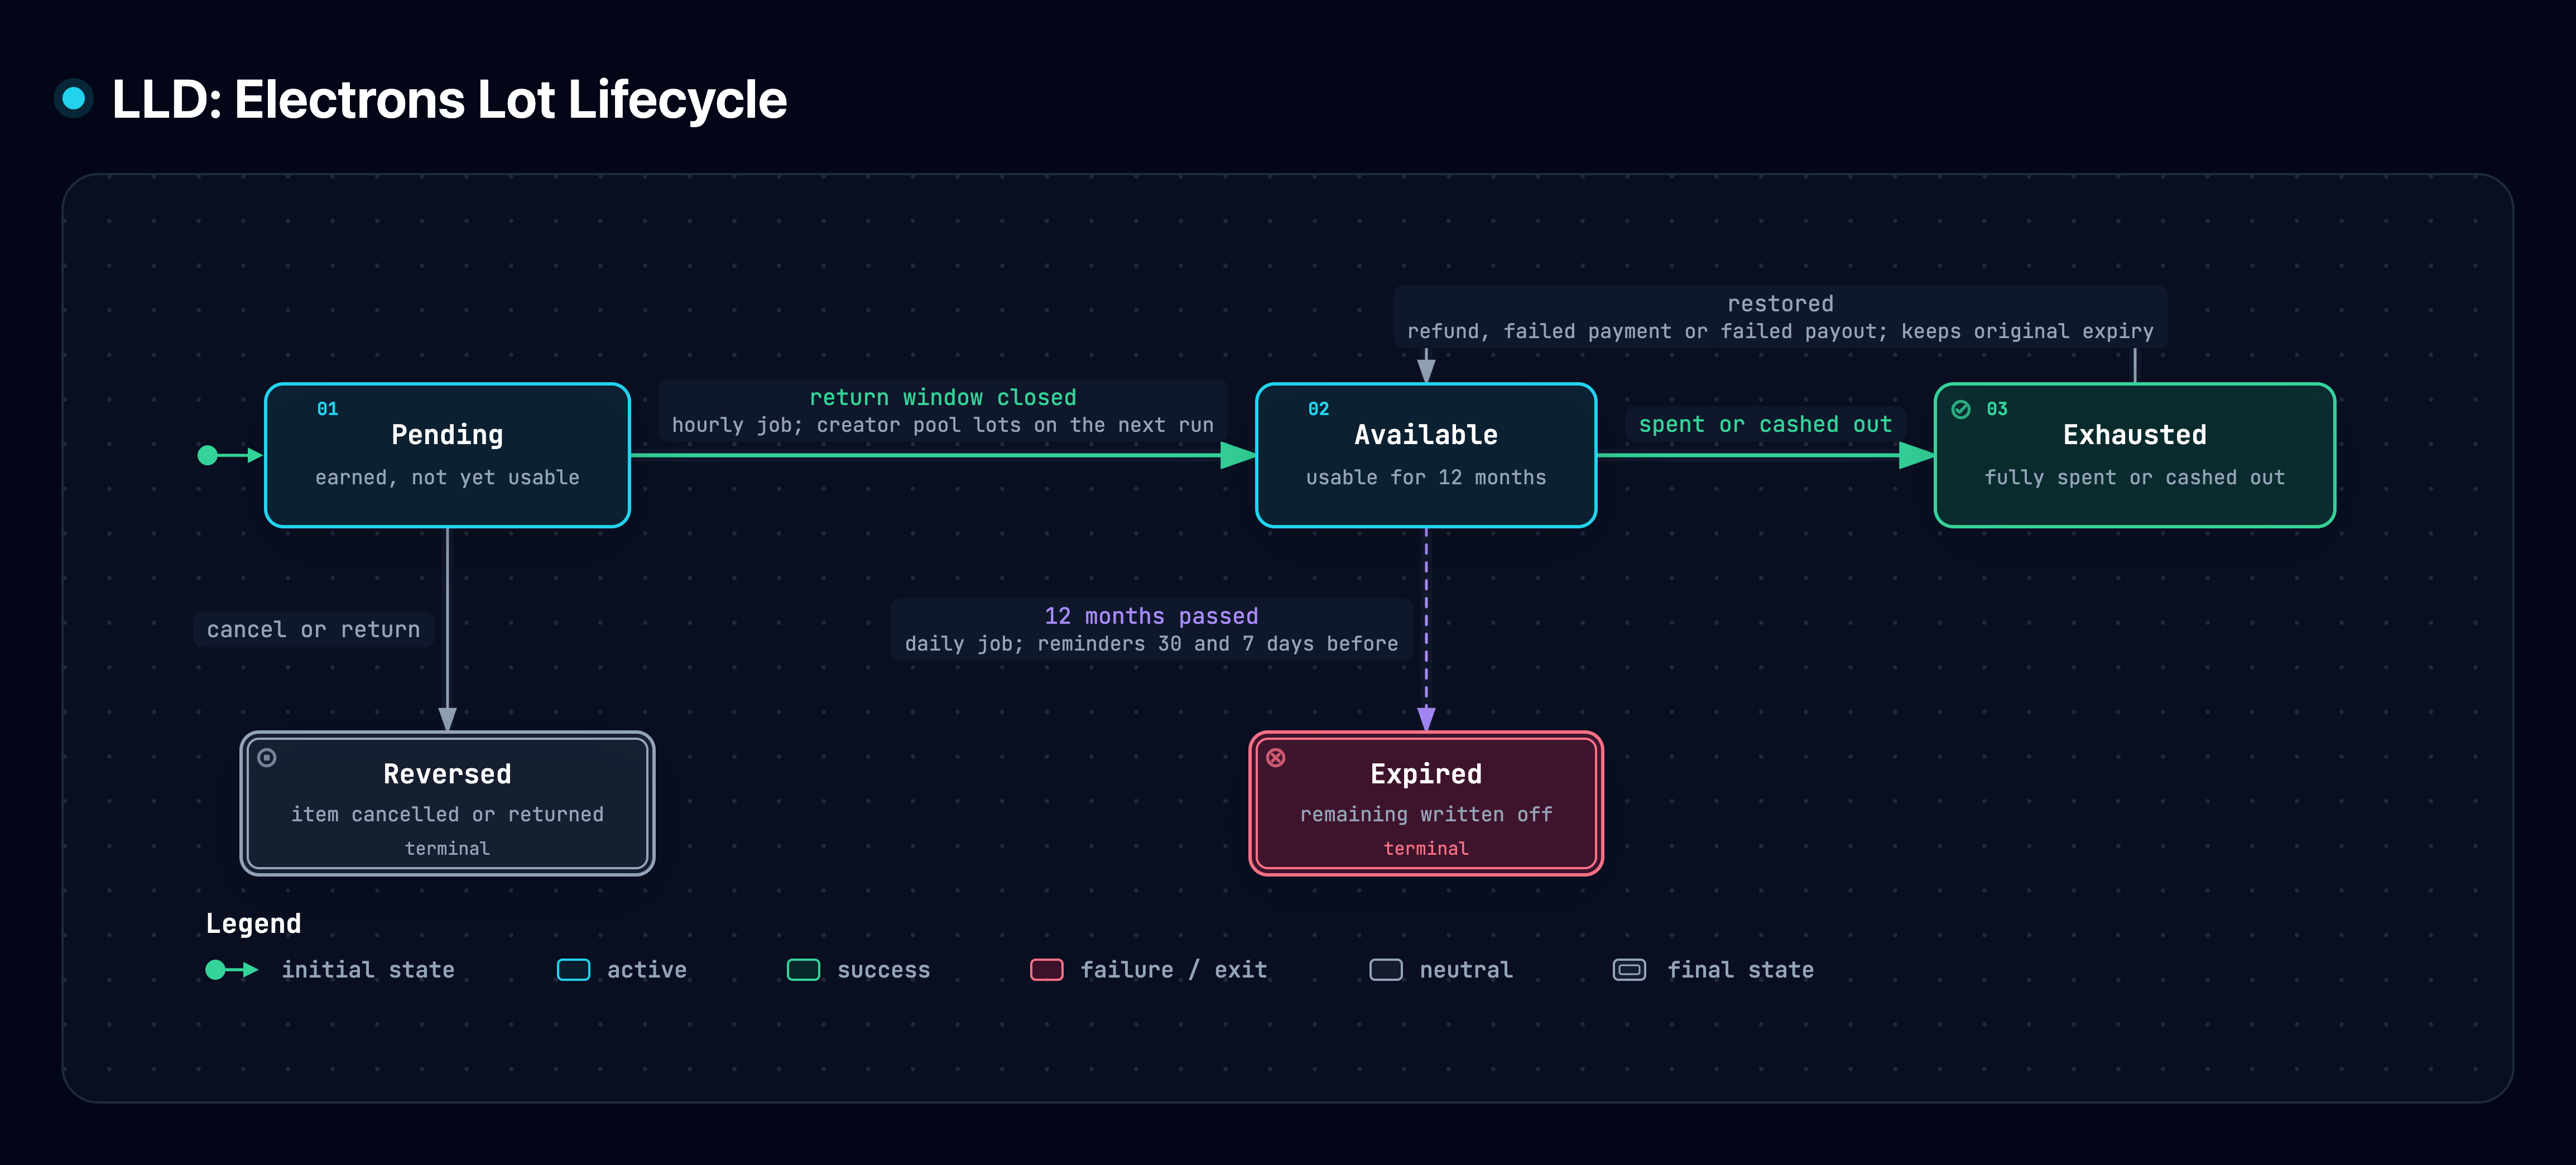 LLD: Electrons Lot Lifecycle
restored
refund, failed payment or failed payout; keeps original expiry
01
Pending
earned, not yet usable
return window closed
hourly job; creator pool lots on the next run
02
Available
usable for 12 months
spent or cashed out
03
Exhausted
fully spent or cashed out
cancel or return
12 months passed
daily job; reminders 30 and 7 days before
Reversed
item cancelled or returned
terminal
Expired
remaining written off
terminal
Legend
initial state
active
success
failure / exit
neutral
final state